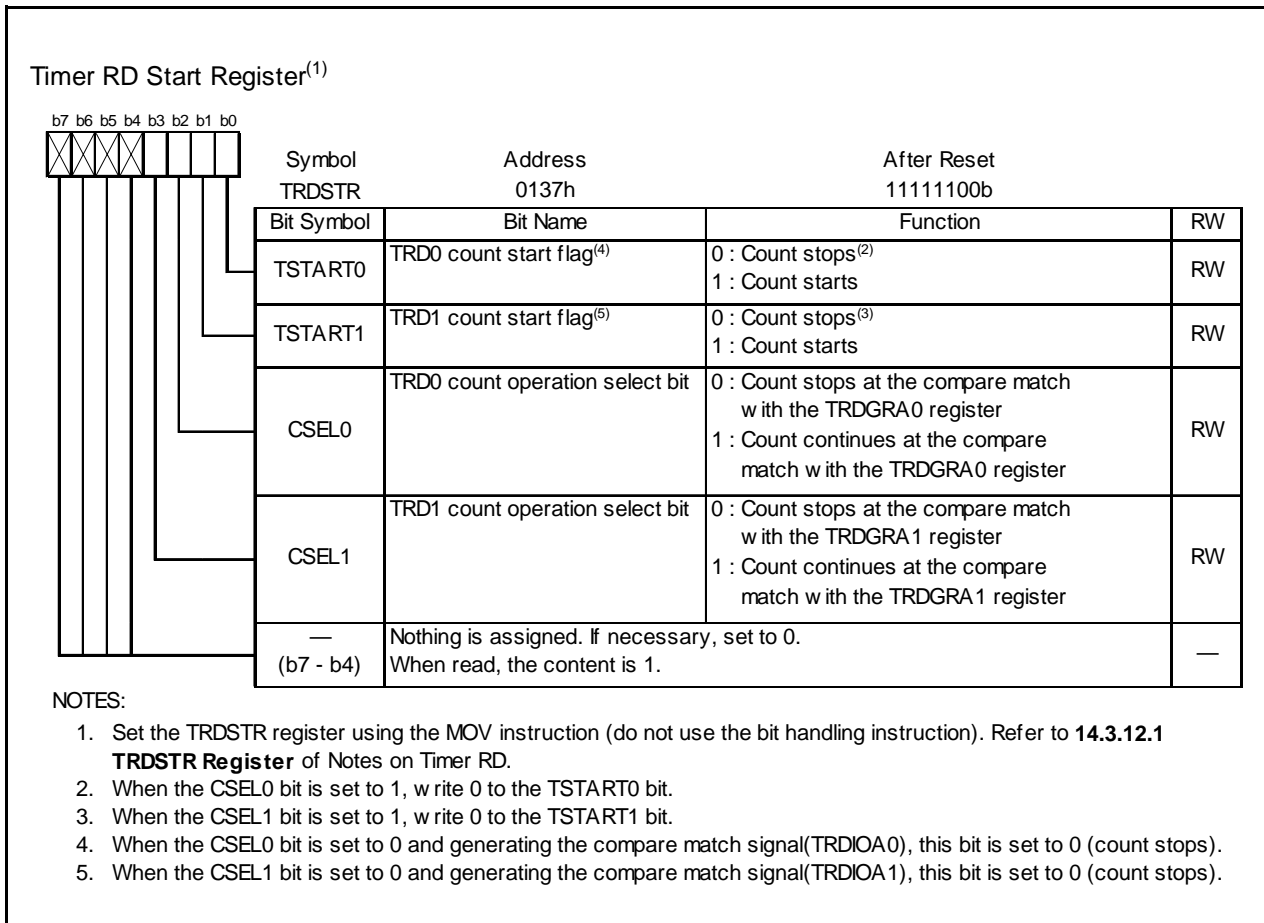 Timer RD Start Register(1)
b7 b6 b5 b4 b3 b2 b1 b0
Symbol Address After Reset
TRDSTR 0137h 11111100b
Bit Symbol Bit Name Function RW
TSTART0 TRD0 count start flag(4) 0 : Count stops(2) RW
1 : Count starts
TSTART1 TRD1 count start flag(5) 0 : Count stops(3) RW
1 : Count starts
CSEL0 TRD0 count operation select bit 0 : Count stops at the compare match RW
with the TRDGRA0 register
1 : Count continues at the compare
match with the TRDGRA0 register
CSEL1 TRD1 count operation select bit 0 : Count stops at the compare match RW
with the TRDGRA1 register
1 : Count continues at the compare
match with the TRDGRA1 register
— Nothing is assigned. If necessary, set to 0. —
(b7 - b4) When read, the content is 1.
NOTES:
1. Set the TRDSTR register using the MOV instruction (do not use the bit handling instruction). Refer to 14.3.12.1
TRDSTR Register of Notes on Timer RD.
2. When the CSEL0 bit is set to 1, write 0 to the TSTART0 bit.
3. When the CSEL1 bit is set to 1, write 0 to the TSTART1 bit.
4. When the CSEL0 bit is set to 0 and generating the compare match signal(TRDIOA0), this bit is set to 0 (count stops).
5. When the CSEL1 bit is set to 0 and generating the compare match signal(TRDIOA1), this bit is set to 0 (count stops).